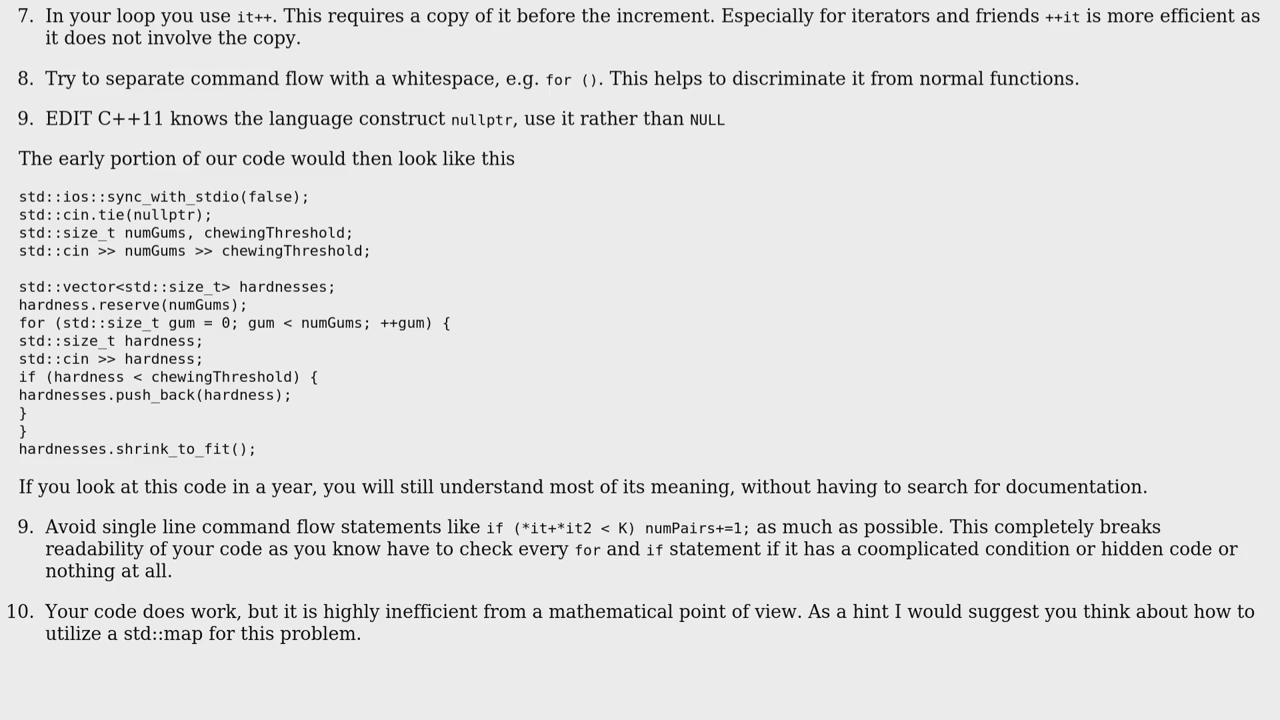 7. In your loop you use it++. This requires a copy of it before the increment. Especially for iterators and friends ++it is more efficient as
it does not involve the copy.
8. Try to separate command flow with a whitespace, e.g. for (). This helps to discriminate it from normal functions.
9. EDIT C++11 knows the language construct nullptr, use it rather than NULL
The early portion of our code would then look like this
std::ios::sync_with_stdio(false);
std::cin.tie(nullptr);
std::size_t numGums, chewingThreshold;
std::cin >> numGums >> chewingThreshold;
std::vector<std::size_t> hardnesses;
hardness.reserve(numGums);
for (std::size_t gum = 0; gum < numGums; ++gum) {
std::size_t hardness;
std::cin >> hardness;
if (hardness < chewingThreshold) {
hardnesses.push_back(hardness);
}
}
hardnesses.shrink_to_fit();
If you look at this code in a year, you will still understand most of its meaning, without having to search for documentation.
9. Avoid single line command flow statements like if (*it+*it2 < K) numPairs+=1; as much as possible. This completely breaks
readability of your code as you know have to check every for and if statement if it has a coomplicated condition or hidden code or
nothing at all.
10. Your code does work, but it is highly inefficient from a mathematical point of view. As a hint I would suggest you think about how to
utilize a std::map for this problem.